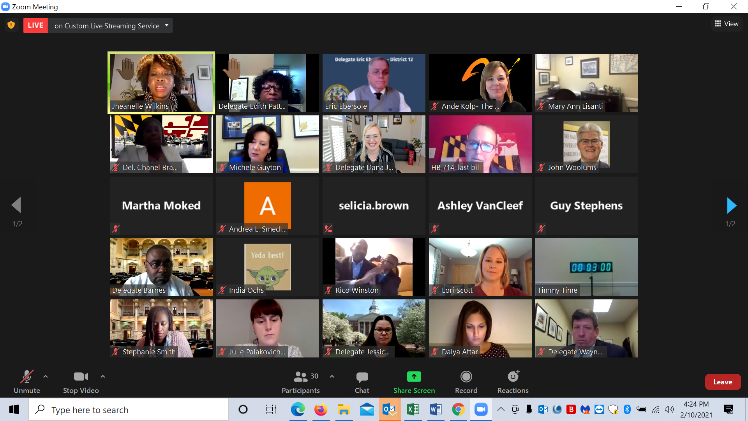 Zoom Meeting
LIVE on Custom Live Streaming Service
View
Jheanelle Wilkins
Delegate Edith Patt...
Eric Ebersole
Delegate Eric E
District 12
Ande Kolp- The ...
Mary Ann Lisanti
Del. Chanel Bra...
Michele Guyton
Delegate Dana J...
HB 714: last bill
John Woolums
Martha Moked
A
Andrea L. Smedl...
selicia.brown
Ashley VanCleef
Guy Stephens
1/2
1/2
Delegate Barnes
Yoda best!
India Ochs
Rico Winston
Lori Scott
00:03:00
Timmy Time
Stephanie Smith
Julie Palakovich...
Delegate Jessic...
Dalya Attar
Delegate Wayn...
Unmute
Stop Video
30
Participants
Chat
Share Screen
Record
Reactions
Leave
Type here to search
4:24 PM
2/10/2021